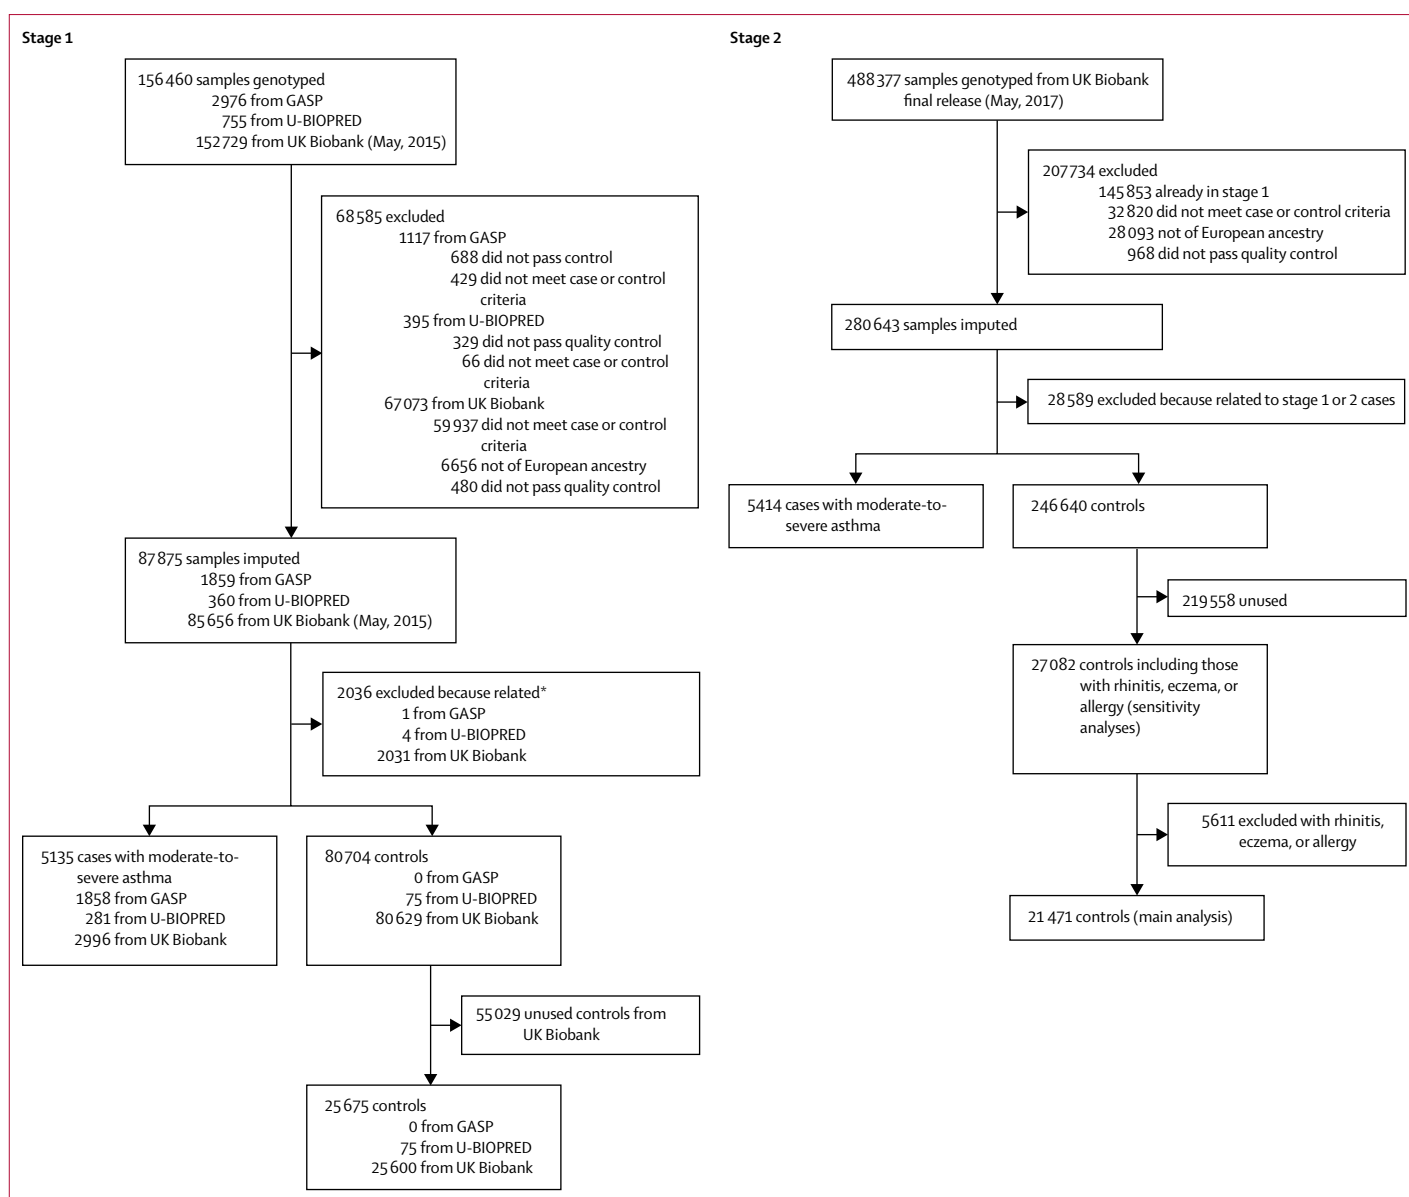 Stage 1
156 460 samples genotyped
2976 from GASP
755 from U-BIOPRED
152 729 from UK Biobank (May, 2015)
68 585 excluded
1117 from GASP
688 did not pass control
429 did not meet case or control
criteria
395 from U-BIOPRED
329 did not pass quality control
66 did not meet case or control
criteria
67 073 from UK Biobank
59 937 did not meet case or control
criteria
6656 not of European ancestry
480 did not pass quality control
87 875 samples imputed
1859 from GASP
360 from U-BIOPRED
85 656 from UK Biobank (May, 2015)
2036 excluded because related*
1 from GASP
4 from U-BIOPRED
2031 from UK Biobank
5135 cases with moderate-to-
severe asthma
1858 from GASP
281 from U-BIOPRED
2996 from UK Biobank
80 704 controls
0 from GASP
75 from U-BIOPRED
80 629 from UK Biobank
55 029 unused controls from
UK Biobank
25 675 controls
0 from GASP
75 from U-BIOPRED
25 600 from UK Biobank
Stage 2
488 377 samples genotyped from UK Biobank
final release (May, 2017)
207 734 excluded
145 853 already in stage 1
32 820 did not meet case or control criteria
28 093 not of European ancestry
968 did not pass quality control
280 643 samples imputed
28 589 excluded because related to stage 1 or 2 cases
5414 cases with moderate-to-
severe asthma
246 640 controls
219 558 unused
27 082 controls including those
with rhinitis, eczema, or
allergy (sensitivity
analyses)
5611 excluded with rhinitis,
eczema, or allergy
21 471 controls (main analysis)